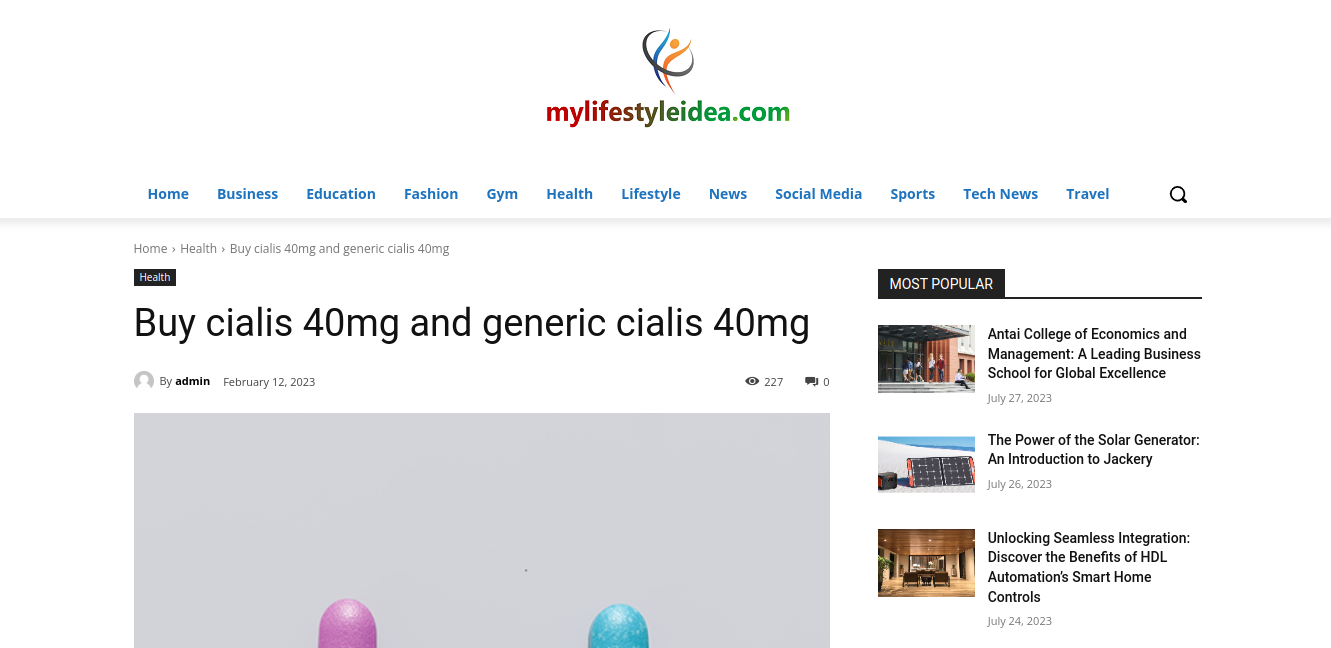 mylifestyleidea.com
Home Business Education Fashion Gym Health Lifestyle News Social Media Sports Tech News Travel
Home › Health › Buy cialis 40mg and generic cialis 40mg
Health
Buy cialis 40mg and generic cialis 40mg
By admin February 12, 2023 227 0
MOST POPULAR
Antai College of Economics and
Management: A Leading Business
School for Global Excellence
July 27, 2023
The Power of the Solar Generator:
An Introduction to Jackery
July 26, 2023
Unlocking Seamless Integration:
Discover the Benefits of HDL
Automation’s Smart Home
Controls
July 24, 2023